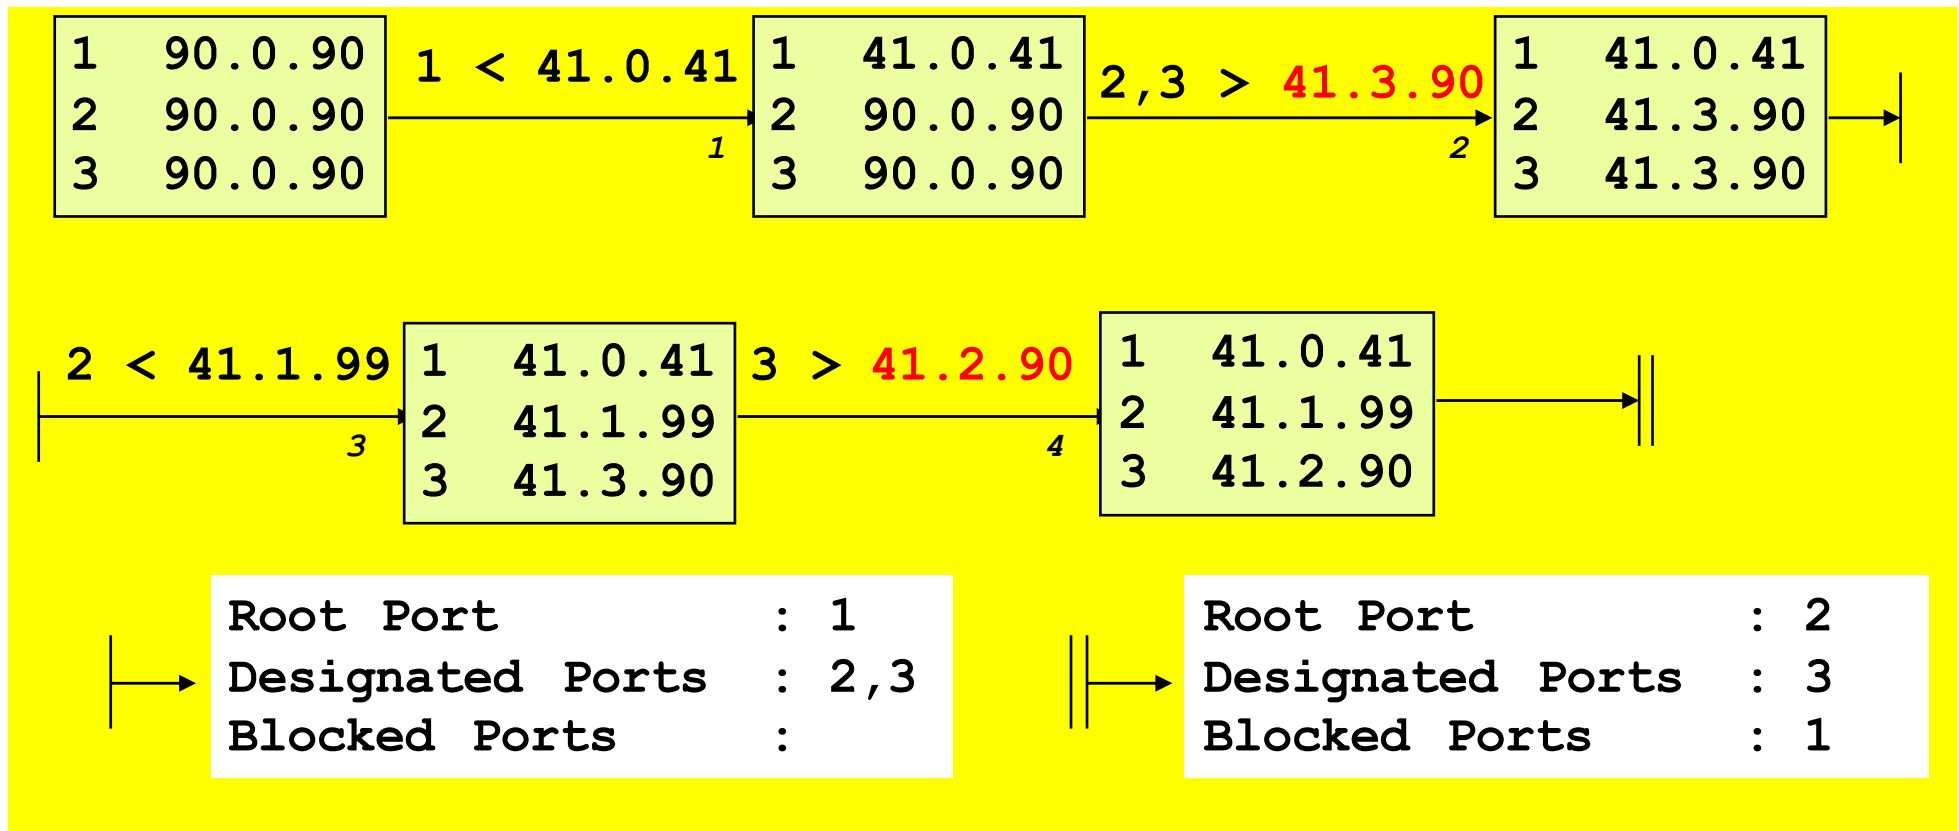 1 90.0.90
2 90.0.90
3 90.0.90
1 < 41.0.41
1
1 41.0.41
2 90.0.90
3 90.0.90
2,3 > 41.3.90
2
1 41.0.41
2 41.3.90
3 41.3.90
2 < 41.1.99
3
1 41.0.41
2 41.1.99
3 41.3.90
3 > 41.2.90
4
1 41.0.41
2 41.1.99
3 41.2.90
Root Port : 1
Designated Ports : 2,3
Blocked Ports :
Root Port : 2
Designated Ports : 3
Blocked Ports : 1